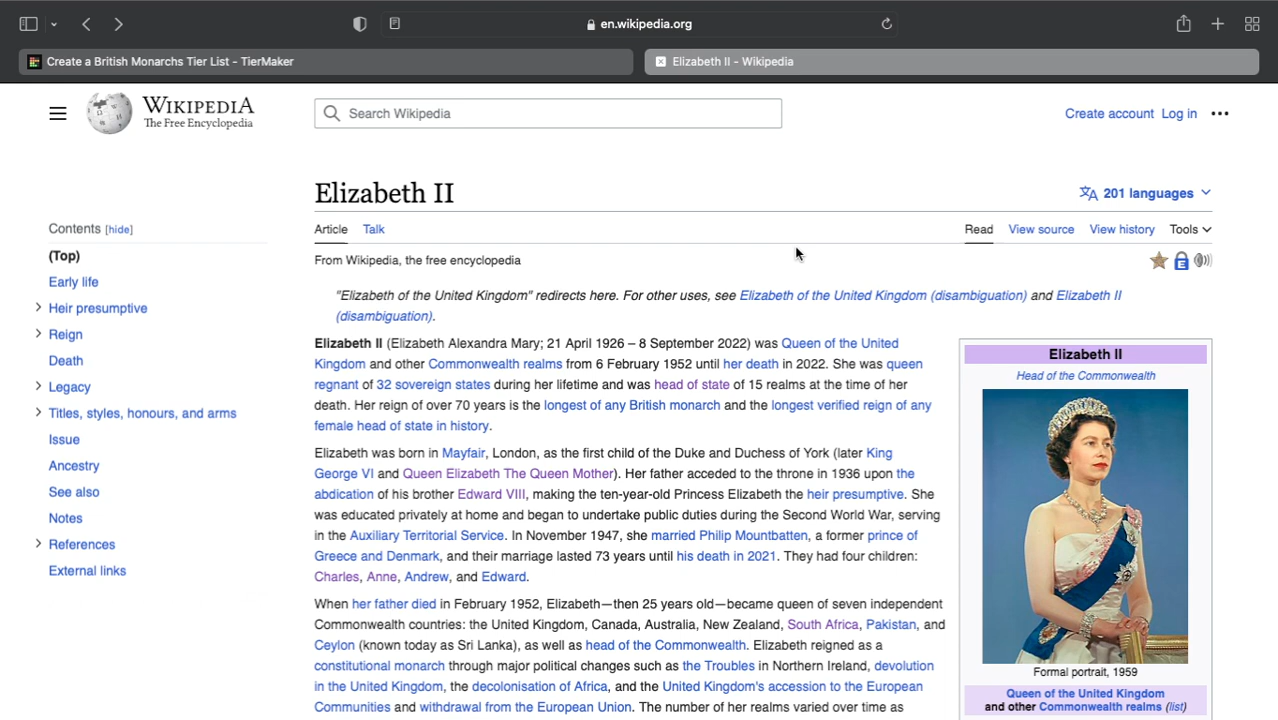 en.wikipedia.org
Create a British Monarchs Tier List - TierMaker
Elizabeth II - Wikipedia
WIKIPEDIA
The Free Encyclopedia
Search Wikipedia
Create account Log in
Elizabeth II
201 languages
Contents [hide]
(Top)
Early life
Heir presumptive
Reign
Death
Legacy
Titles, styles, honours, and arms
Issue
Ancestry
See also
Notes
References
External links
Article Talk
Read View source View history Tools
From Wikipedia, the free encyclopedia
E
"Elizabeth of the United Kingdom" redirects here. For other uses, see Elizabeth of the United Kingdom (disambiguation) and Elizabeth II
(disambiguation).
Elizabeth II (Elizabeth Alexandra Mary; 21 April 1926 – 8 September 2022) was Queen of the United
Kingdom and other Commonwealth realms from 6 February 1952 until her death in 2022. She was queen
regnant of 32 sovereign states during her lifetime and was head of state of 15 realms at the time of her
death. Her reign of over 70 years is the longest of any British monarch and the longest verified reign of any
female head of state in history.
Elizabeth was born in Mayfair, London, as the first child of the Duke and Duchess of York (later King
George VI and Queen Elizabeth The Queen Mother). Her father acceded to the throne in 1936 upon the
abdication of his brother Edward VIII, making the ten-year-old Princess Elizabeth the heir presumptive. She
was educated privately at home and began to undertake public duties during the Second World War, serving
in the Auxiliary Territorial Service. In November 1947, she married Philip Mountbatten, a former prince of
Greece and Denmark, and their marriage lasted 73 years until his death in 2021. They had four children:
Charles, Anne, Andrew, and Edward.
When her father died in February 1952, Elizabeth—then 25 years old—became queen of seven independent
Commonwealth countries: the United Kingdom, Canada, Australia, New Zealand, South Africa, Pakistan, and
Ceylon (known today as Sri Lanka), as well as head of the Commonwealth. Elizabeth reigned as a
constitutional monarch through major political changes such as the Troubles in Northern Ireland, devolution
in the United Kingdom, the decolonisation of Africa, and the United Kingdom's accession to the European
Communities and withdrawal from the European Union. The number of her realms varied over time as
Elizabeth II
Head of the Commonwealth
Formal portrait, 1959
Queen of the United Kingdom
and other Commonwealth realms (list)